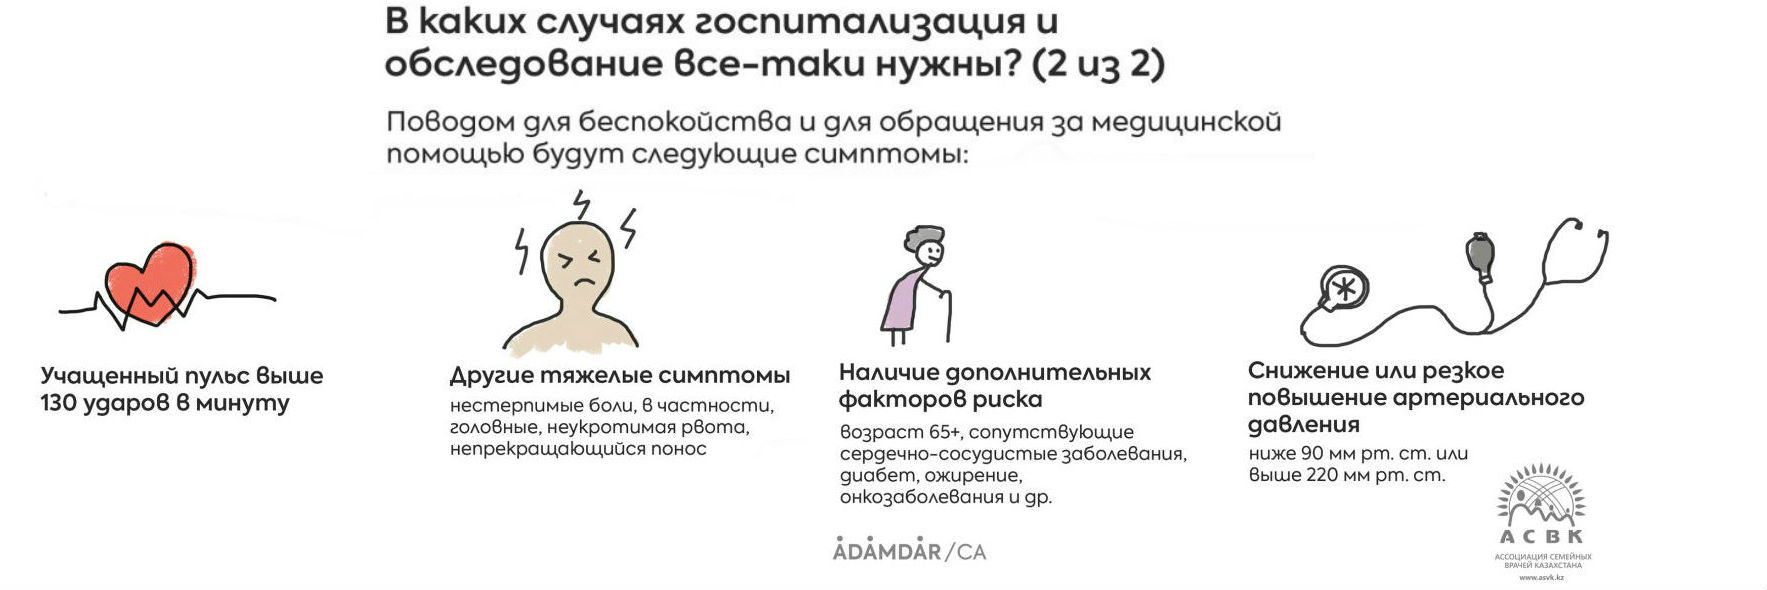 В каких случаях госпитализация и
обследование все-таки нужны? (2 из 2)
Поводом для беспокойства и для обращения за медицинской
помощью будут следующие симптомы:
Учащенный пульс выше
130 ударов в минуту
Другие тяжелые симптомы
нестерпимые боли, в частности,
головные, неукротимая рвота,
непрекращающийся понос
Наличие дополнительных
факторов риска
возраст 65+, сопутствующие
сердечно-сосудистые заболевания,
диабет, ожирение,
онкозаболевания и др.
Снижение или резкое
повышение артериального
давления
ниже 90 мм рт. ст. или
выше 220 мм рт. ст.
ADAMDAR/CA
АСВК
АССОЦИАЦИЯ СЕМЕЙНЫХ
ВРАЧЕЙ КАЗАХСТАНА
www.asvk.kz